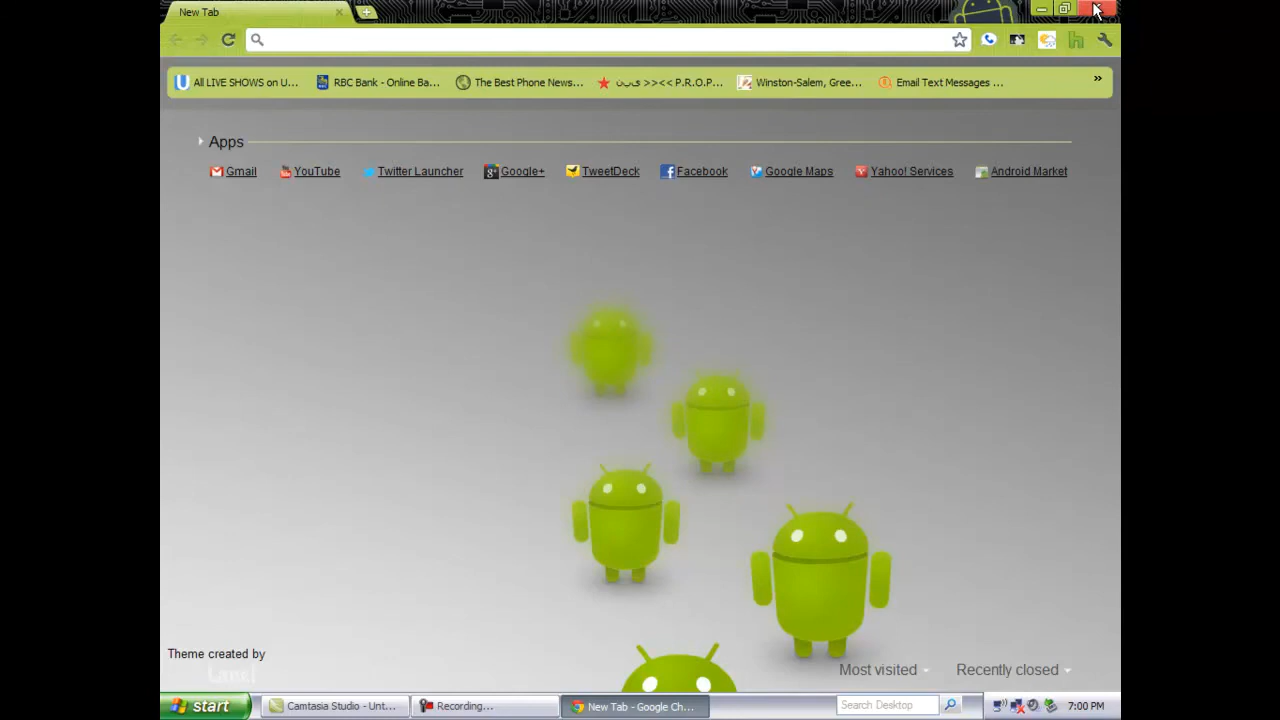 New Tab
All LIVE SHOWS on U... RBC Bank - Online Ba... The Best Phone News... ی‌بن >><< P.R.O.P... Winston-Salem, Gree... Email Text Messages ... »
Apps
Gmail YouTube Twitter Launcher Google+ TweetDeck Facebook Google Maps Yahoo! Services Android Market
Theme created by
Most visited Recently closed
start Camtasia Studio - Unt... Recording... New Tab - Google Ch... Search Desktop 7:00 PM